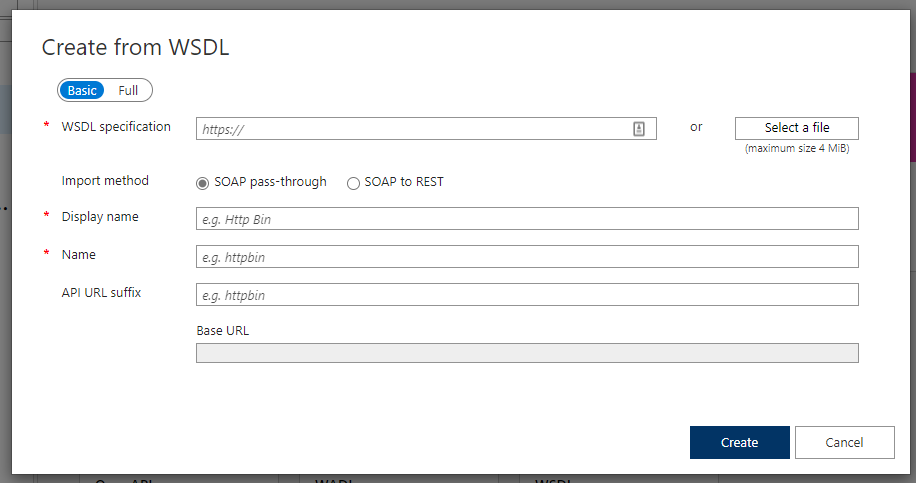 Create from WSDL
Basic Full
* WSDL specification https:// or Select a file
(maximum size 4 MiB)
Import method SOAP pass-through SOAP to REST
* Display name e.g. Http Bin
* Name e.g. httpbin
API URL suffix e.g. httpbin
Base URL
Create Cancel